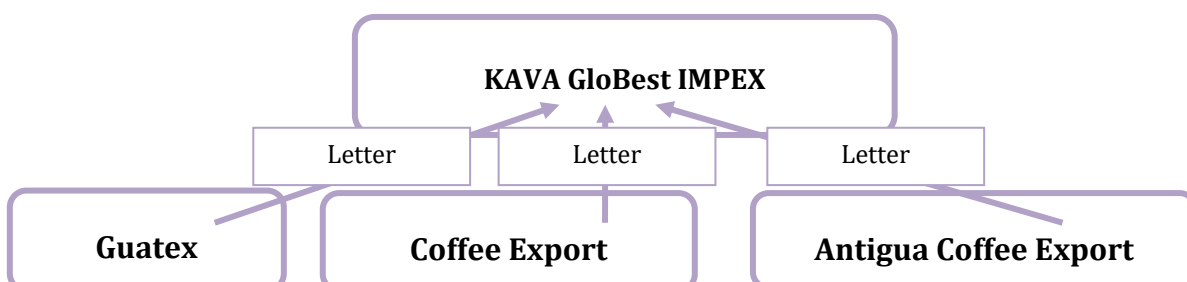 KAVA GloBest IMPEX
Letter Letter Letter
Guatex Coffee Export Antigua Coffee Export